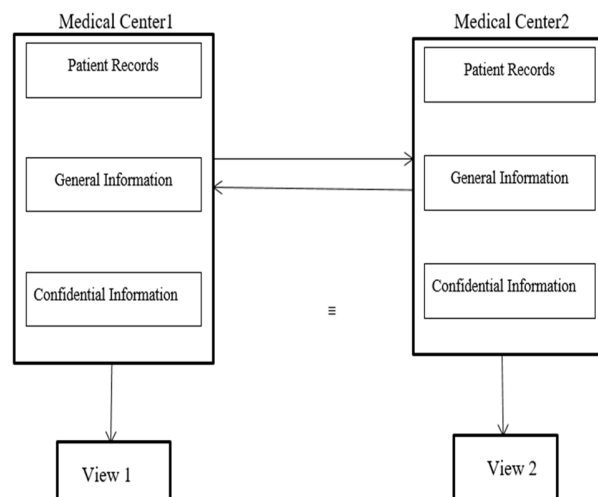 Medical Center1
Patient Records
General Information
Confidential Information
View 1
Medical Center2
Patient Records
General Information
Confidential Information
View 2
≡